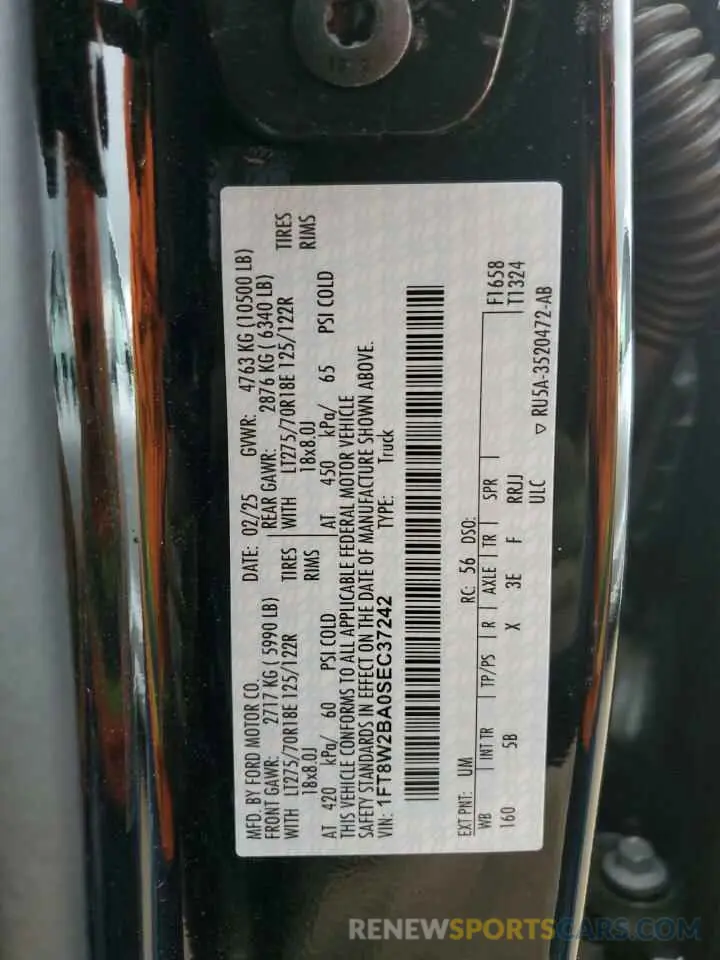 MFD. BY FORD MOTOR CO.
DATE: 02/25 GVWR: 4763 KG (10500 LB)
FRONT GAWR: 2717 KG ( 5990 LB) REAR GAWR: 2876 KG ( 6340 LB)
WITH LT275/70R18E 125/122R TIRES WITH LT275/70R18E 125/122R TIRES
18x8.0J RIMS 18x8.0J RIMS
AT 420 kPa/ 60 PSI COLD AT 450 kPa/ 65 PSI COLD
THIS VEHICLE CONFORMS TO ALL APPLICABLE FEDERAL MOTOR VEHICLE
SAFETY STANDARDS IN EFFECT ON THE DATE OF MANUFACTURE SHOWN ABOVE.
VIN: 1FT8W2BA0SEC37242 TYPE: Truck
EXT PNT: UM RC: 56 DSO: F1658
WB INT TR TP/PS R AXLE TR SPR T1324
160 5B X 3E F RRJJ
ULC ▽ RU5A-3520472-AB
RENEWSPORTSCARS.COM